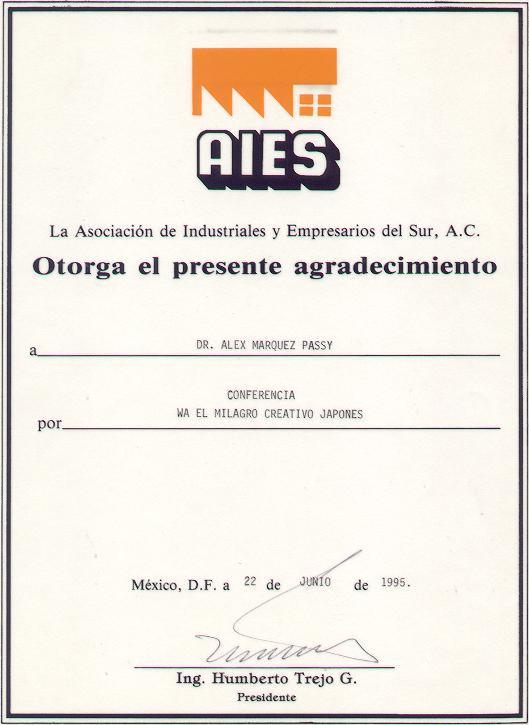 AIES
La Asociación de Industriales y Empresarios del Sur, A.C.
Otorga el presente agradecimiento
a DR. ALEX MARQUEZ PASSY
CONFERENCIA
por WA EL MILAGRO CREATIVO JAPONES
México, D.F. a 22 de JUNIO de 1995.
Ing. Humberto Trejo G.
Presidente